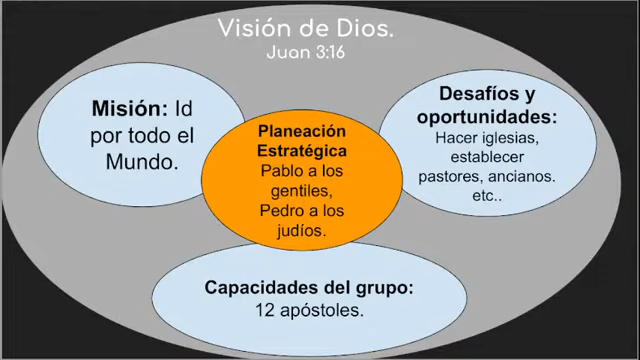 Visión de Dios.
Juan 3:16
Misión: Id
por todo el
Mundo.
Planeación
Estratégica
Pablo a los
gentiles,
Pedro a los
judíos.
Desafíos y
oportunidades:
Hacer iglesias,
establecer
pastores, ancianos.
etc..
Capacidades del grupo:
12 apóstoles.